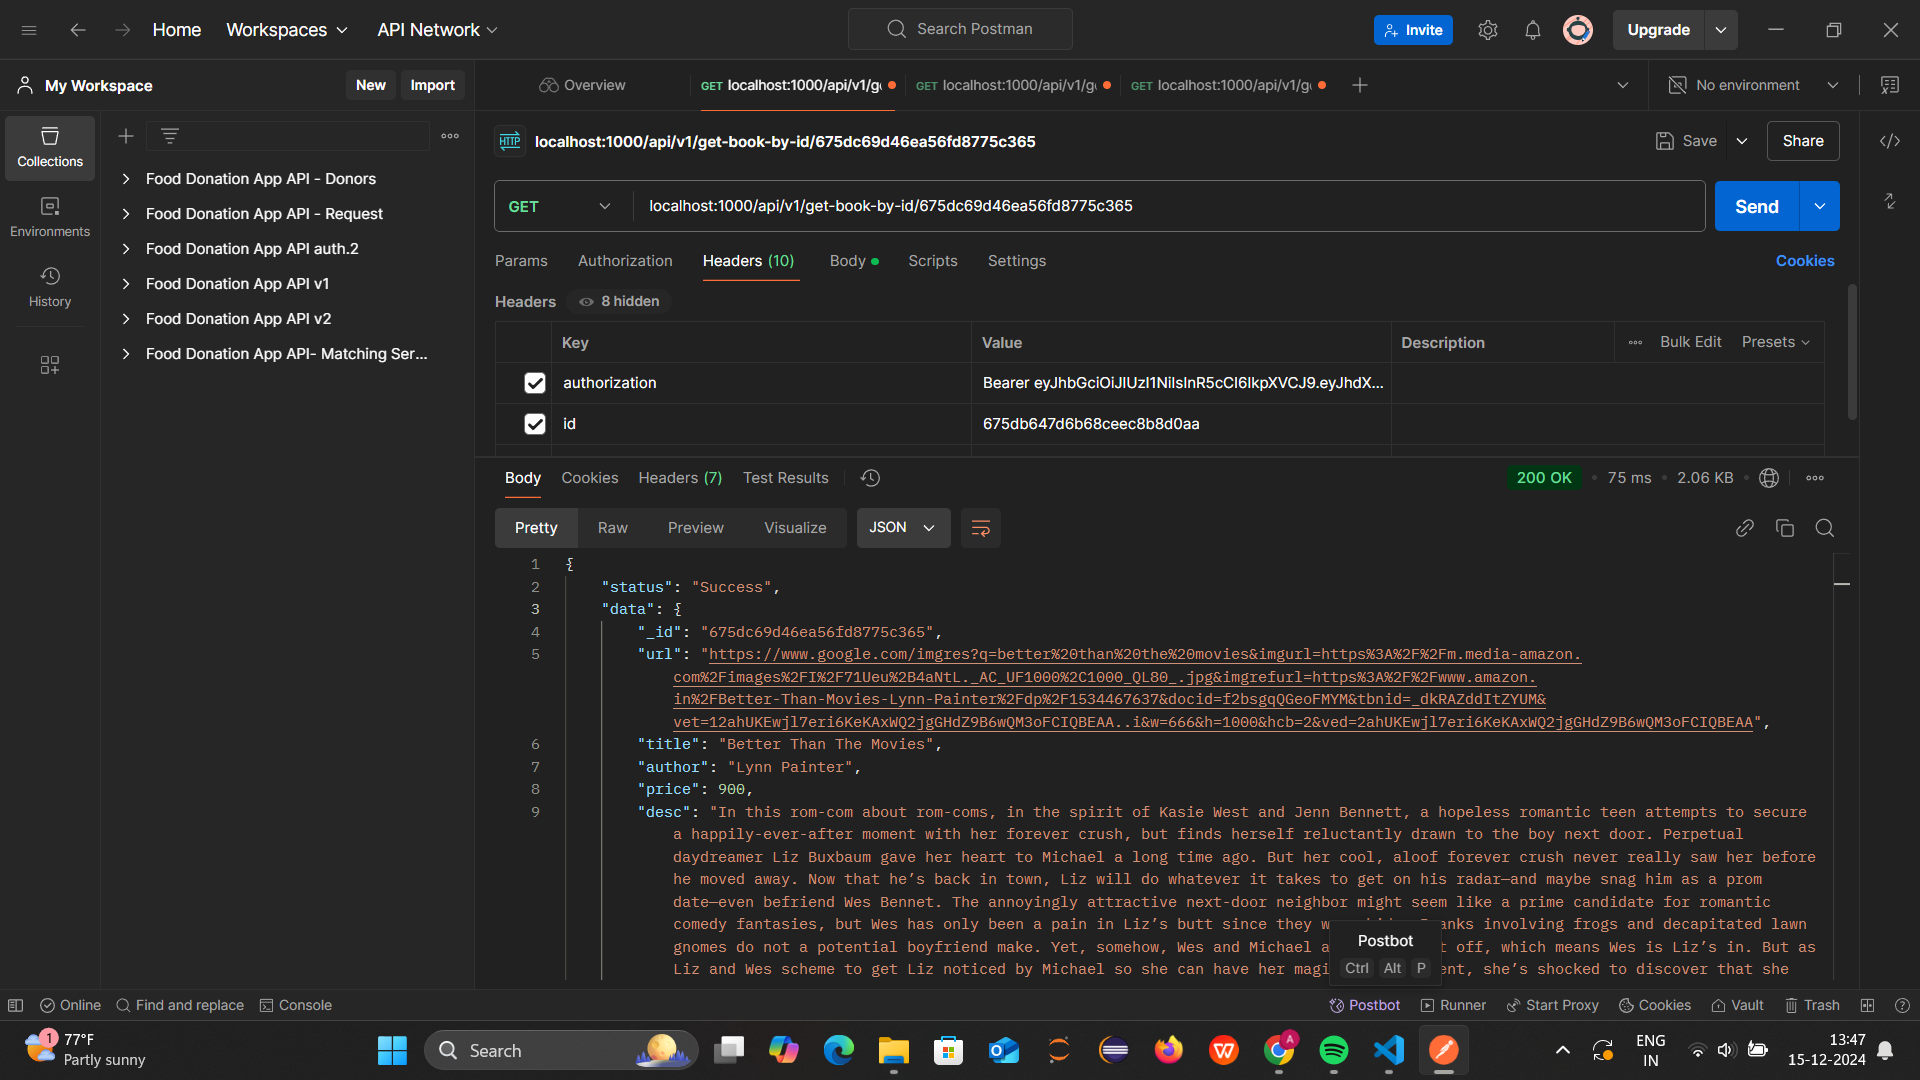 Home Workspaces API Network Search Postman Invite Upgrade
My Workspace New Import Overview GET localhost:1000/api/v1/g GET localhost:1000/api/v1/g GET localhost:1000/api/v1/g No environment
Collections
Environments
History
Food Donation App API - Donors
Food Donation App API - Request
Food Donation App API auth.2
Food Donation App API v1
Food Donation App API v2
Food Donation App API- Matching Ser...
HTTP localhost:1000/api/v1/get-book-by-id/675dc69d46ea56fd8775c365 Save Share
GET localhost:1000/api/v1/get-book-by-id/675dc69d46ea56fd8775c365 Send
Params Authorization Headers (10) Body Scripts Settings Cookies
Headers 8 hidden
Key Value Description Bulk Edit Presets
authorization Bearer eyJhbGciOiJIUzI1NiIsInR5cCI6IkpXVCJ9.eyJhdX...
id 675db647d6b68ceec8b8d0aa
Body Cookies Headers (7) Test Results 200 OK 75 ms 2.06 KB
Pretty Raw Preview Visualize JSON
1 {
2 "status": "Success",
3 "data": {
4 "_id": "675dc69d46ea56fd8775c365",
5 "url": "https://www.google.com/imgres?q=better%20than%20the%20movies&imgurl=https%3A%2F%2Fm.media-amazon.
com%2Fimages%2FI%2F71Ueu%2B4aNtL._AC_UF1000%2C1000_QL80_.jpg&imgrefurl=https%3A%2F%2Fwww.amazon.
in%2FBetter-Than-Movies-Lynn-Painter%2Fdp%2F1534467637&docid=f2bsgqQGeoFMYM&tbnid=_dkRAZddItZYUM&
vet=12ahUKEwjl7eri6KeKAxWQ2jgGHdZ9B6wQM3oFCIQBEAA..i&w=666&h=1000&hcb=2&ved=2ahUKEwjl7eri6KeKAxWQ2jgGHdZ9B6wQM3oFCIQBEAA",
6 "title": "Better Than The Movies",
7 "author": "Lynn Painter",
8 "price": 900,
9 "desc": "In this rom-com about rom-coms, in the spirit of Kasie West and Jenn Bennett, a hopeless romantic teen attempts to secure
a happily-ever-after moment with her forever crush, but finds herself reluctantly drawn to the boy next door. Perpetual
daydreamer Liz Buxbaum gave her heart to Michael a long time ago. But her cool, aloof forever crush never really saw her before
he moved away. Now that he’s back in town, Liz will do whatever it takes to get on his radar—and maybe snag him as a prom
date—even befriend Wes Bennet. The annoyingly attractive next-door neighbor might seem like a prime candidate for romantic
comedy fantasies, but Wes has only been a pain in Liz’s butt since they w anks involving frogs and decapitated lawn
gnomes do not a potential boyfriend make. Yet, somehow, Wes and Michael a t off, which means Wes is Liz’s in. But as
Liz and Wes scheme to get Liz noticed by Michael so she can have her magi ent, she’s shocked to discover that she
Postbot
Ctrl Alt P
Online Find and replace Console Postbot Runner Start Proxy Cookies Vault Trash
1 77°F
Partly sunny
Search
A
ENG
IN
13:47
15-12-2024